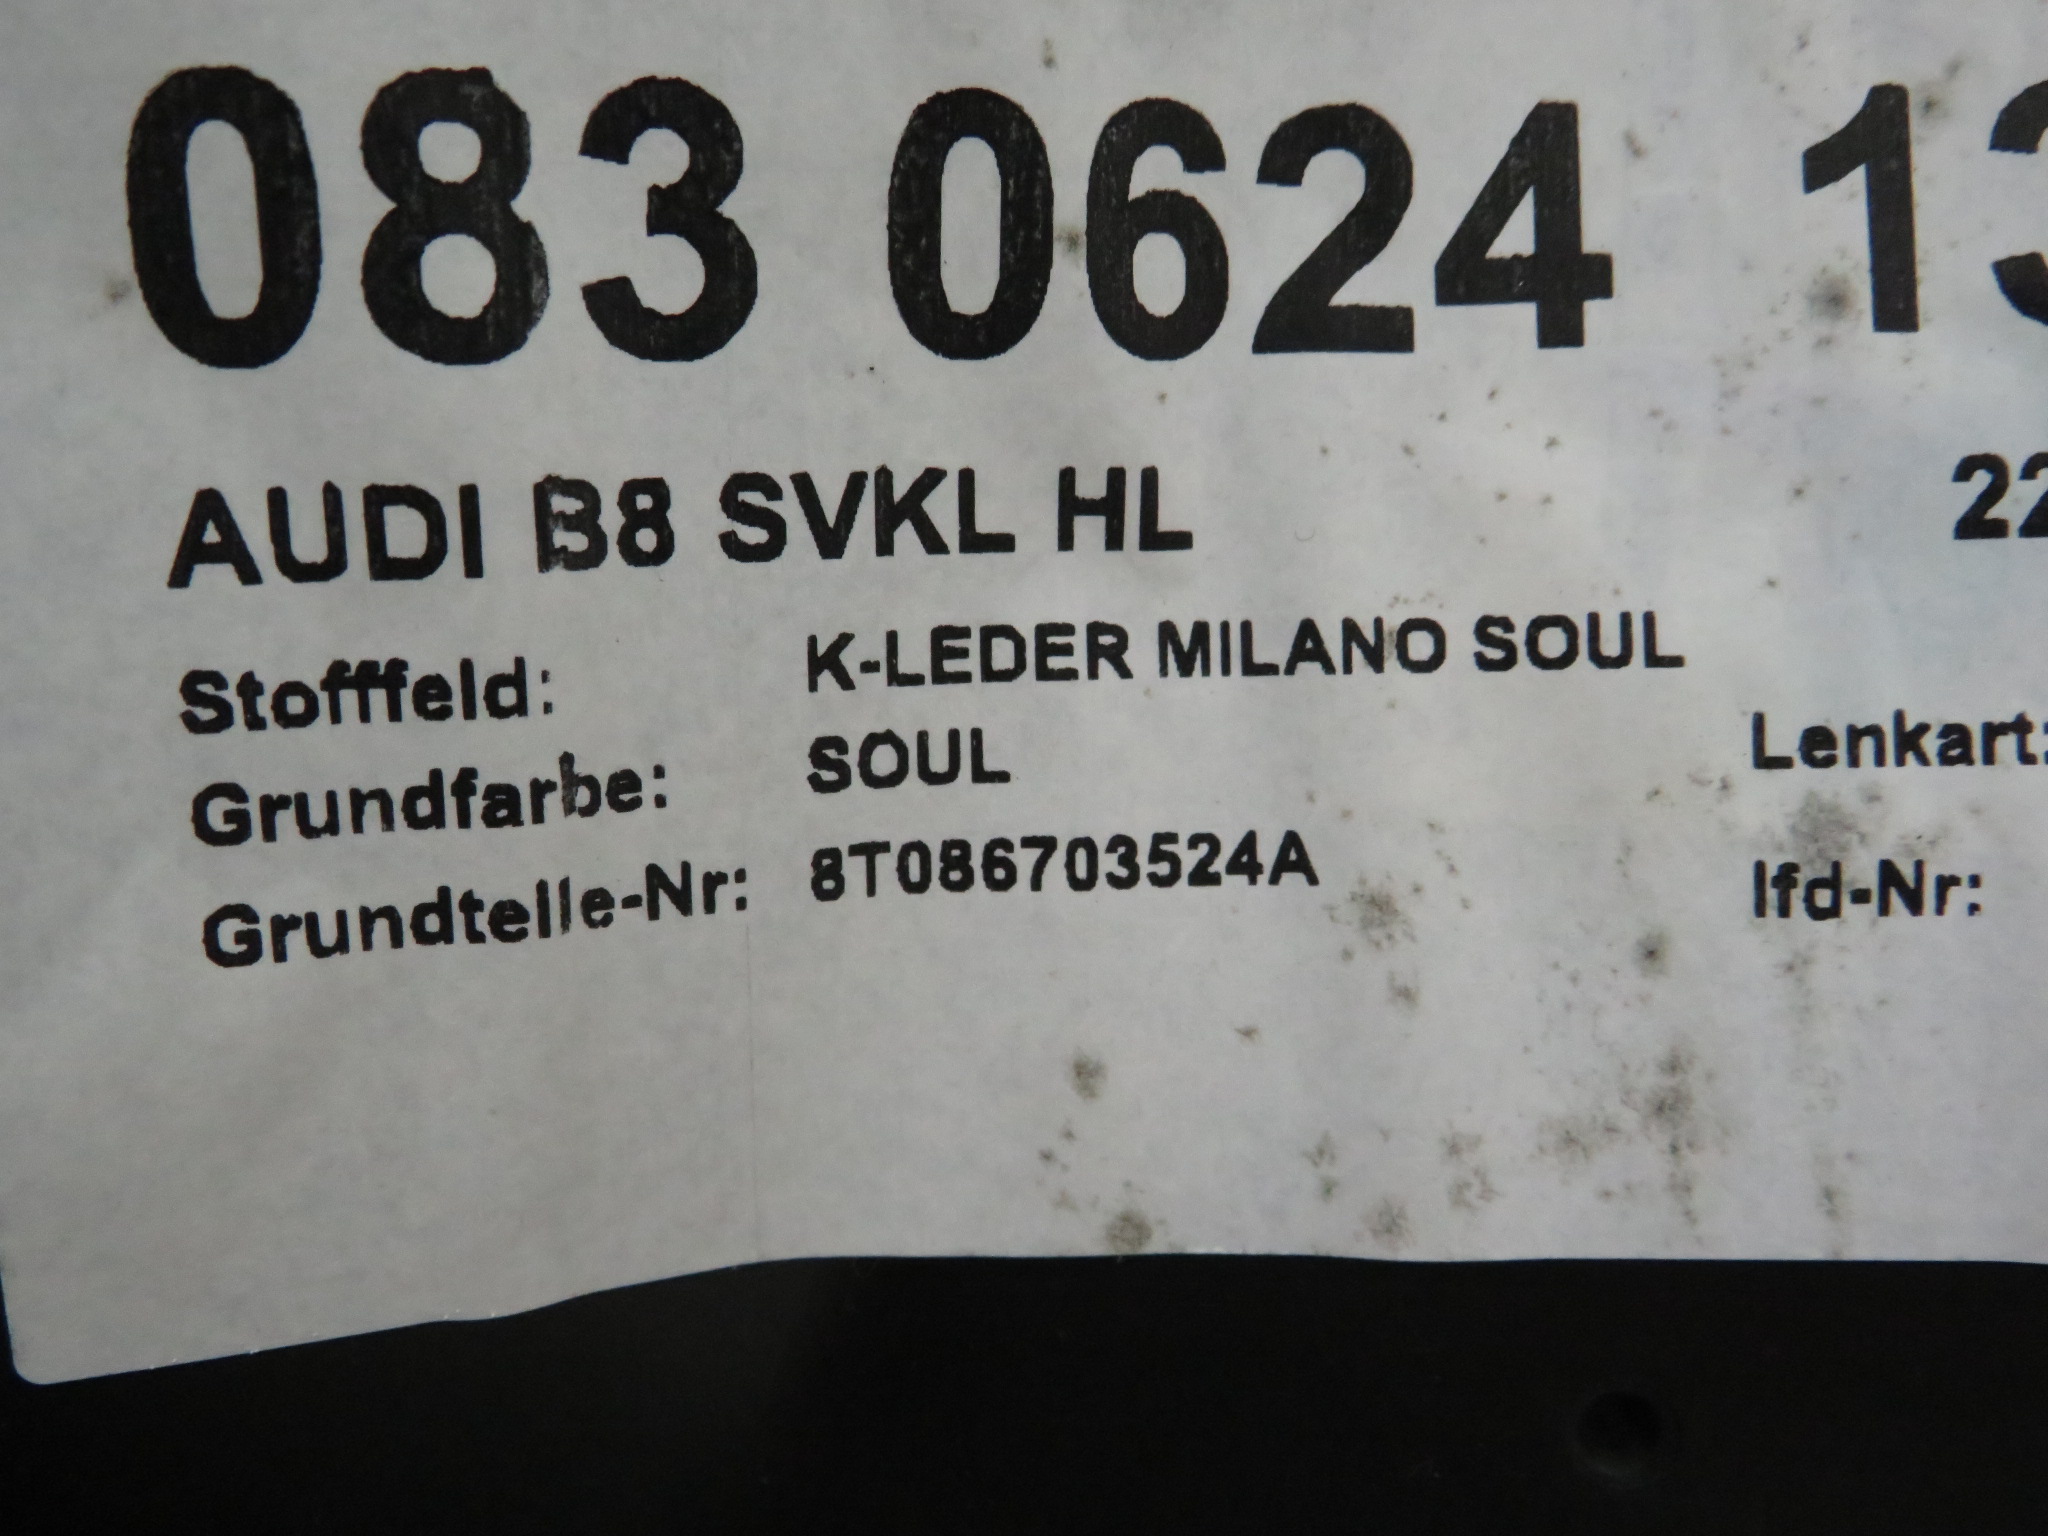 083 0624 13
AUDI B8 SVKL HL 22
Stofffeld: K-LEDER MILANO SOUL
Grundfarbe: SOUL Lenkart:
Grundtelle-Nr: 8T086703524A lfd-Nr: